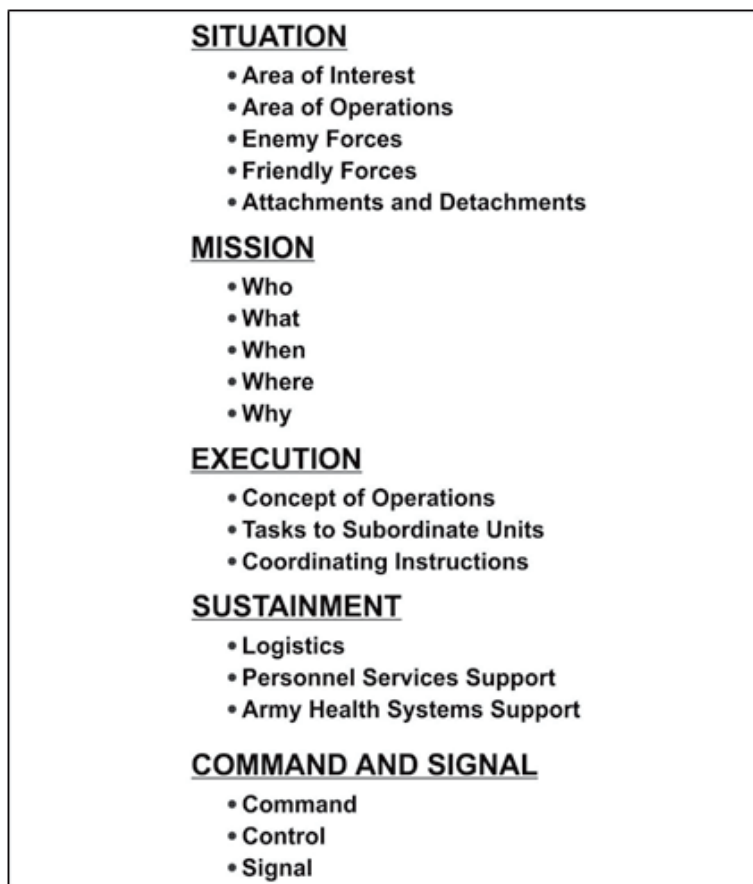 SITUATION
• Area of Interest
• Area of Operations
• Enemy Forces
• Friendly Forces
• Attachments and Detachments
MISSION
• Who
• What
• When
• Where
• Why
EXECUTION
• Concept of Operations
• Tasks to Subordinate Units
• Coordinating Instructions
SUSTAINMENT
• Logistics
• Personnel Services Support
• Army Health Systems Support
COMMAND AND SIGNAL
• Command
• Control
• Signal